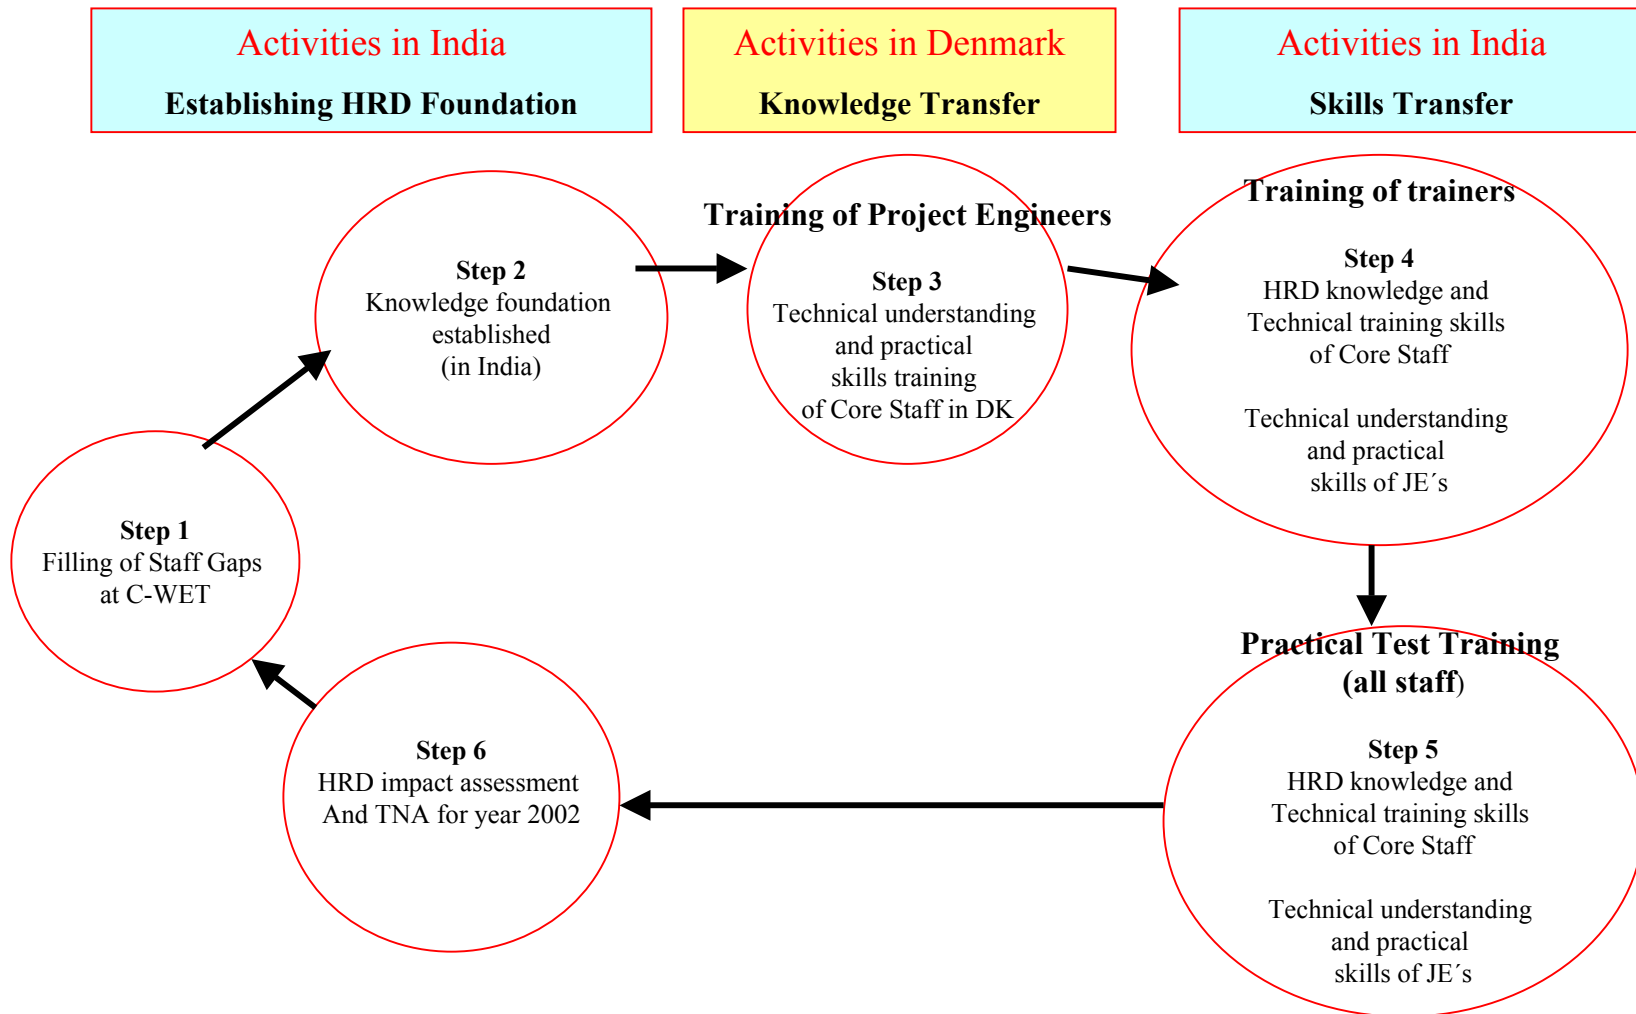 Activities in India
Establishing HRD Foundation
Activities in Denmark
Knowledge Transfer
Activities in India
Skills Transfer
Step 1
Filling of Staff Gaps
at C-WET
Step 2
Knowledge foundation
established
(in India)
Training of Project Engineers
Step 3
Technical understanding
and practical
skills training
of Core Staff in DK
Training of trainers
Step 4
HRD knowledge and
Technical training skills
of Core Staff
Technical understanding
and practical
skills of JE´s
Practical Test Training
(all staff)
Step 5
HRD knowledge and
Technical training skills
of Core Staff
Technical understanding
and practical
skills of JE´s
Step 6
HRD impact assessment
And TNA for year 2002